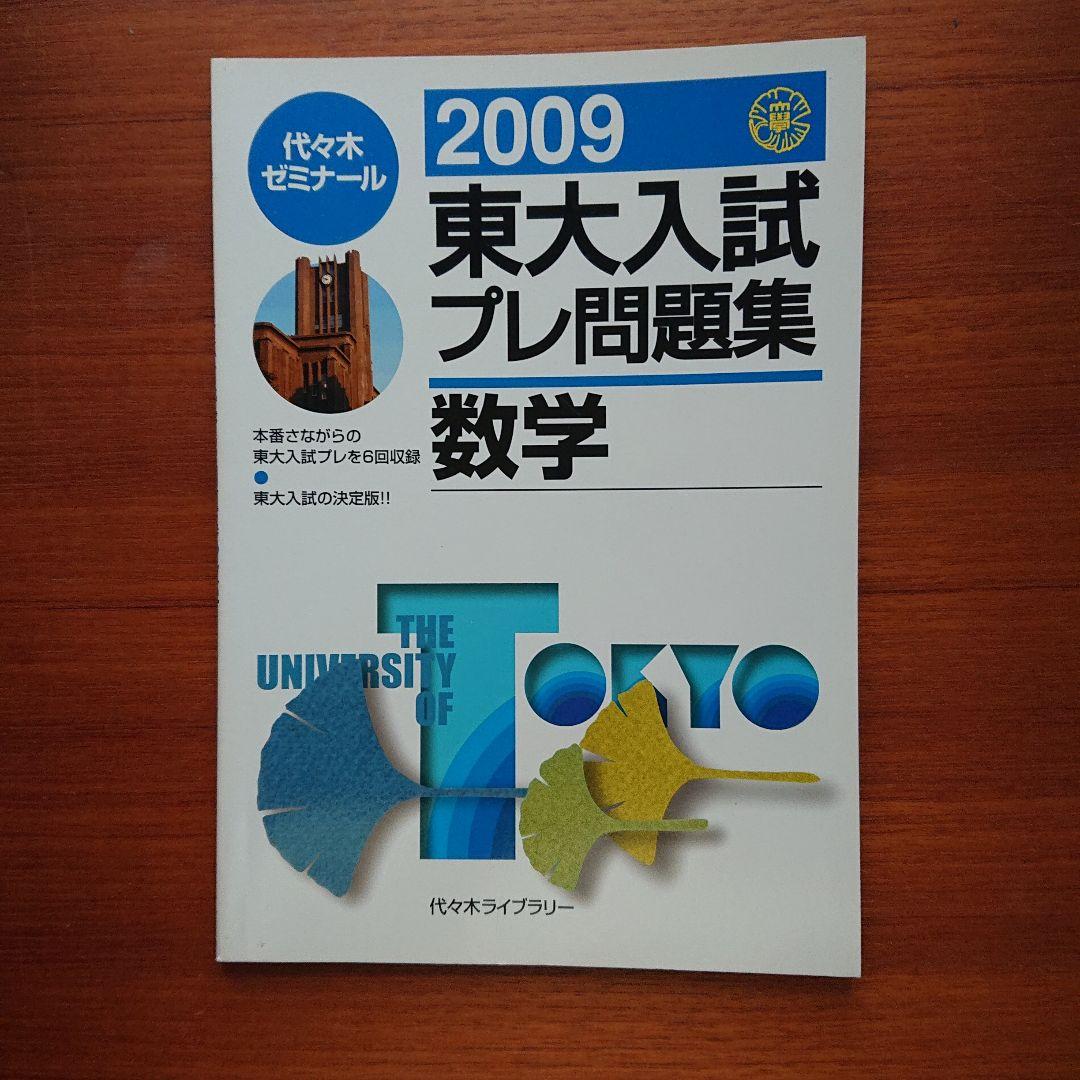 代々木
ゼミナール
2009
大學
東大入試
プレ問題集
数学
本番さながらの
東大入試プレを6回収録
東大入試の決定版!!
THE
UNIVERSITY
OF
TOKYO
代々木ライブラリー